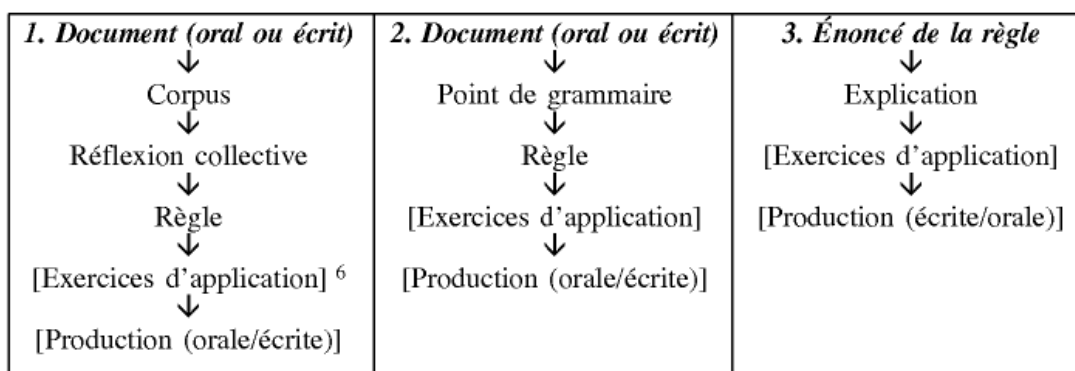 1. Document (oral ou écrit)
↓
Corpus
↓
Réflexion collective
↓
Règle
↓
[Exercices d'application] 6
↓
[Production (orale/écrite)]
2. Document (oral ou écrit)
↓
Point de grammaire
↓
Règle
↓
[Exercices d'application]
↓
[Production (orale/écrite)]
3. Énoncé de la règle
↓
Explication
↓
[Exercices d'application]
↓
[Production (écrite/orale)]